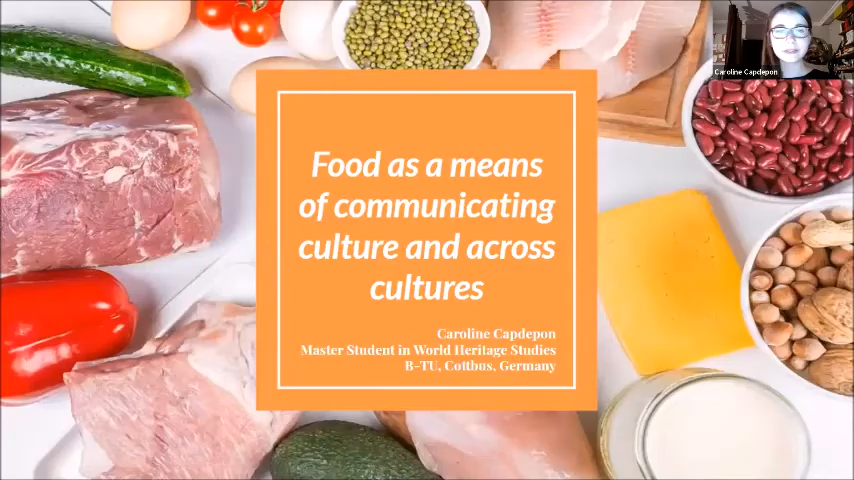 Caroline Capdepon
Food as a means
of communicating
culture and across
cultures
Caroline Capdepon
Master Student in World Heritage Studies
B-TU, Cottbus, Germany